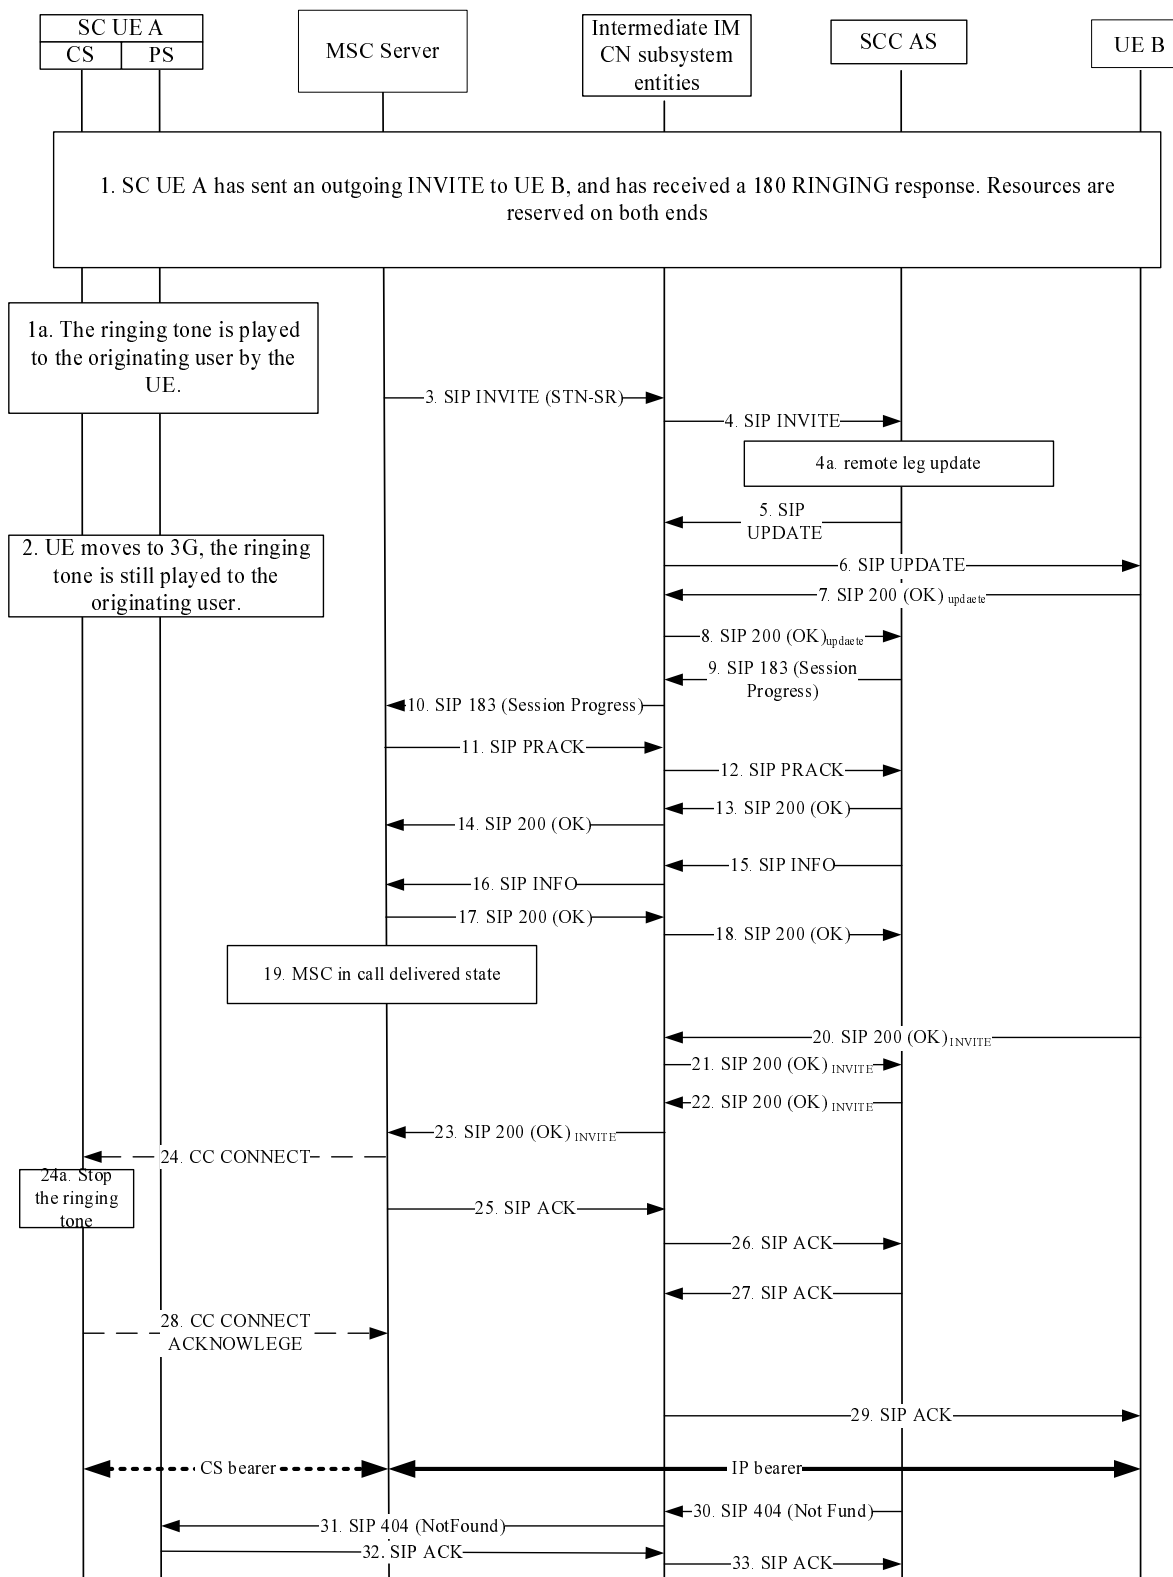 SC UE A
CS
PS
MSC Server
Intermediate IM
CN subsystem
entities
SCC AS
UE B
1. SC UE A has sent an outgoing INVITE to UE B, and has received a 180 RINGING response. Resources are
reserved on both ends
1a. The ringing tone is played
to the originating user by the
UE.
3. SIP INVITE (STN-SR)
4. SIP INVITE
4a. remote leg update
5. SIP
UPDATE
2. UE moves to 3G, the ringing
tone is still played to the
originating user.
6. SIP UPDATE
7. SIP 200 (OK) updaete
8. SIP 200 (OK)updaete
9. SIP 183 (Session
Progress)
10. SIP 183 (Session Progress)
11. SIP PRACK
12. SIP PRACK
13. SIP 200 (OK)
14. SIP 200 (OK)
15. SIP INFO
16. SIP INFO
17. SIP 200 (OK)
18. SIP 200 (OK)
19. MSC in call delivered state
20. SIP 200 (OK)INVITE
21. SIP 200 (OK) INVITE
22. SIP 200 (OK) INVITE
23. SIP 200 (OK) INVITE
24. CC CONNECT
24a. Stop
the ringing
tone
25. SIP ACK
26. SIP ACK
27. SIP ACK
28. CC CONNECT
ACKNOWLEGE
29. SIP ACK
CS bearer
IP bearer
30. SIP 404 (Not Fund)
31. SIP 404 (NotFound)
32. SIP ACK
33. SIP ACK